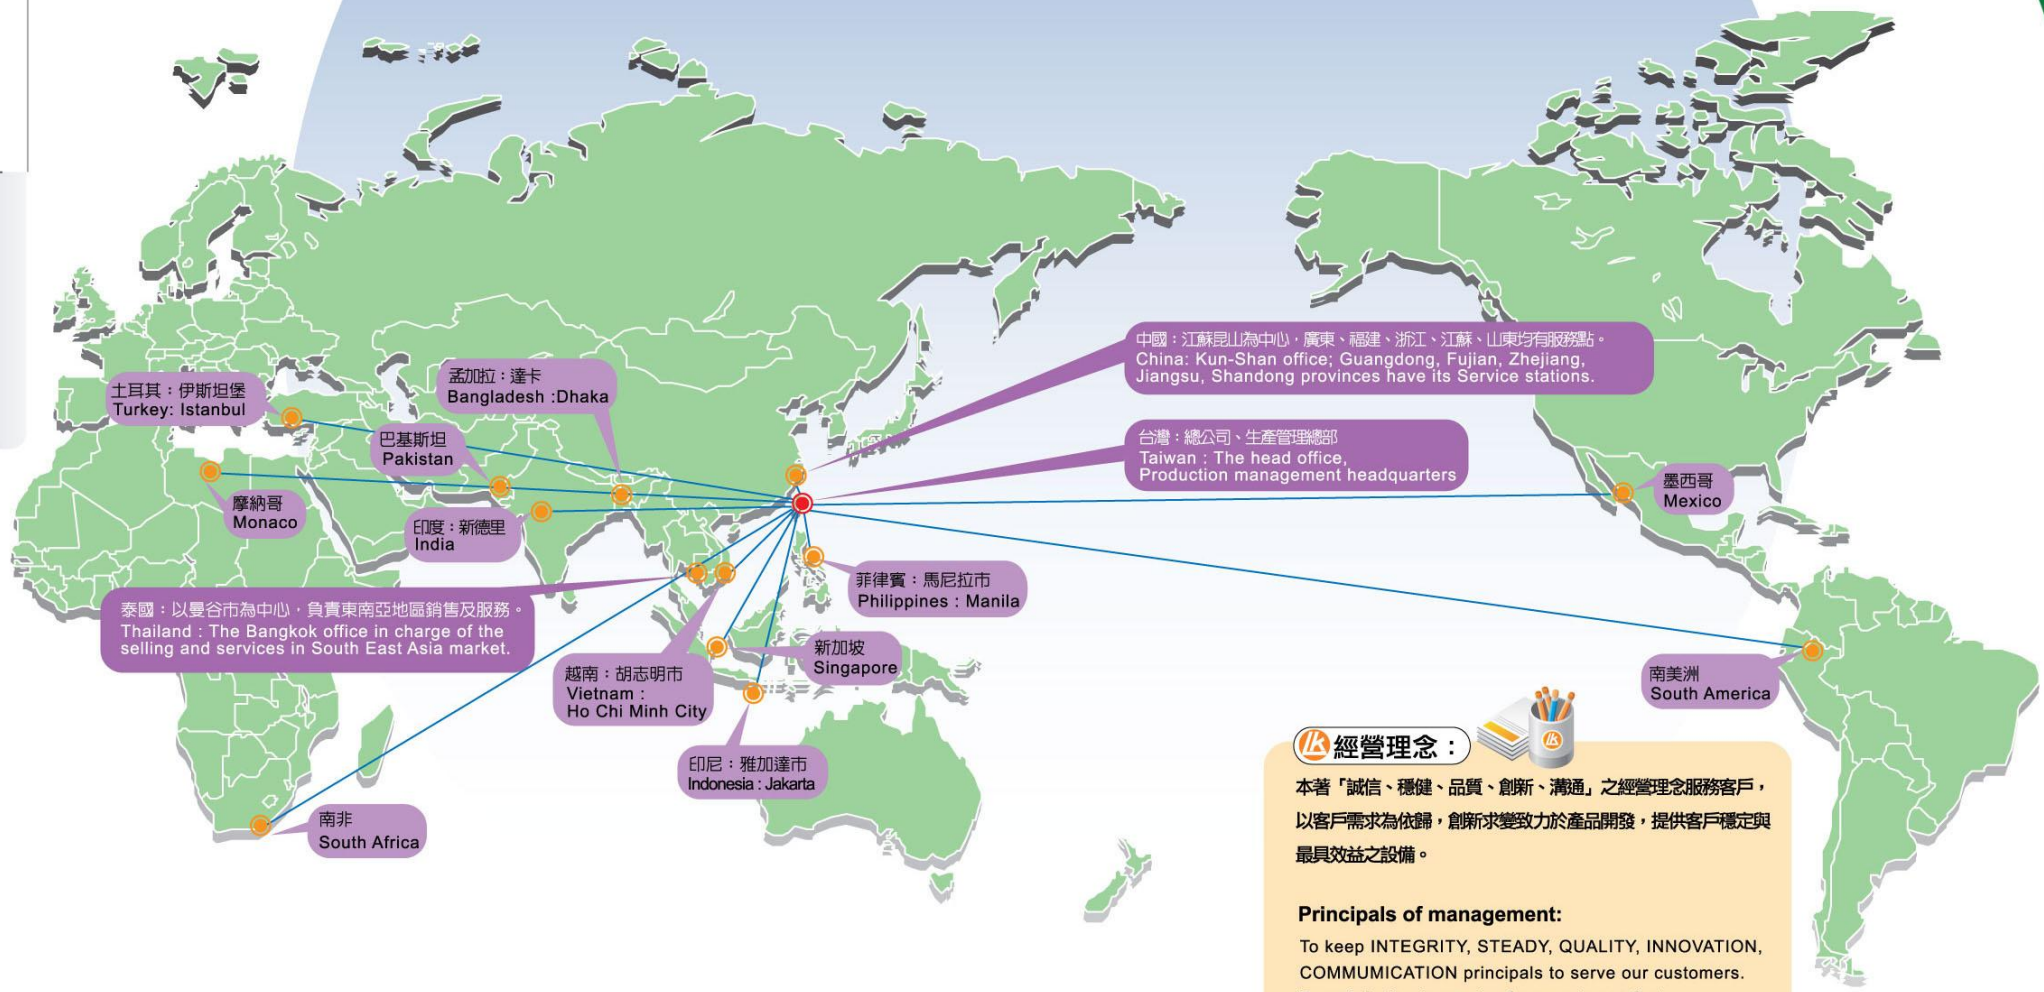 中國：江蘇昆山為中心，廣東、福建、浙江、江蘇、山東均有服務點。
China: Kun-Shan office; Guangdong, Fujian, Zhejiang,
Jiangsu, Shandong provinces have its Service stations.
土耳其：伊斯坦堡
Turkey: Istanbul
孟加拉：達卡
Bangladesh :Dhaka
巴基斯坦
Pakistan
台灣：總公司、生產管理總部
Taiwan : The head office,
Production management headquarters
墨西哥
Mexico
摩納哥
Monaco
印度：新德里
India
菲律賓：馬尼拉市
Philippines : Manila
泰國：以曼谷市為中心，負責東南亞地區銷售及服務。
Thailand : The Bangkok office in charge of the
selling and services in South East Asia market.
新加坡
Singapore
越南：胡志明市
Vietnam :
Ho Chi Minh City
南美洲
South America
印尼：雅加達市
Indonesia : Jakarta
南非
South Africa
lk 經營理念：
lk
本著「誠信、穩健、品質、創新、溝通」之經營理念服務客戶，
以客戶需求為依歸，創新求變致力於產品開發，提供客戶穩定與
最具效益之設備。
Principals of management:
To keep INTEGRITY, STEADY, QUALITY, INNOVATION,
COMMUMICATION principals to serve our customers.